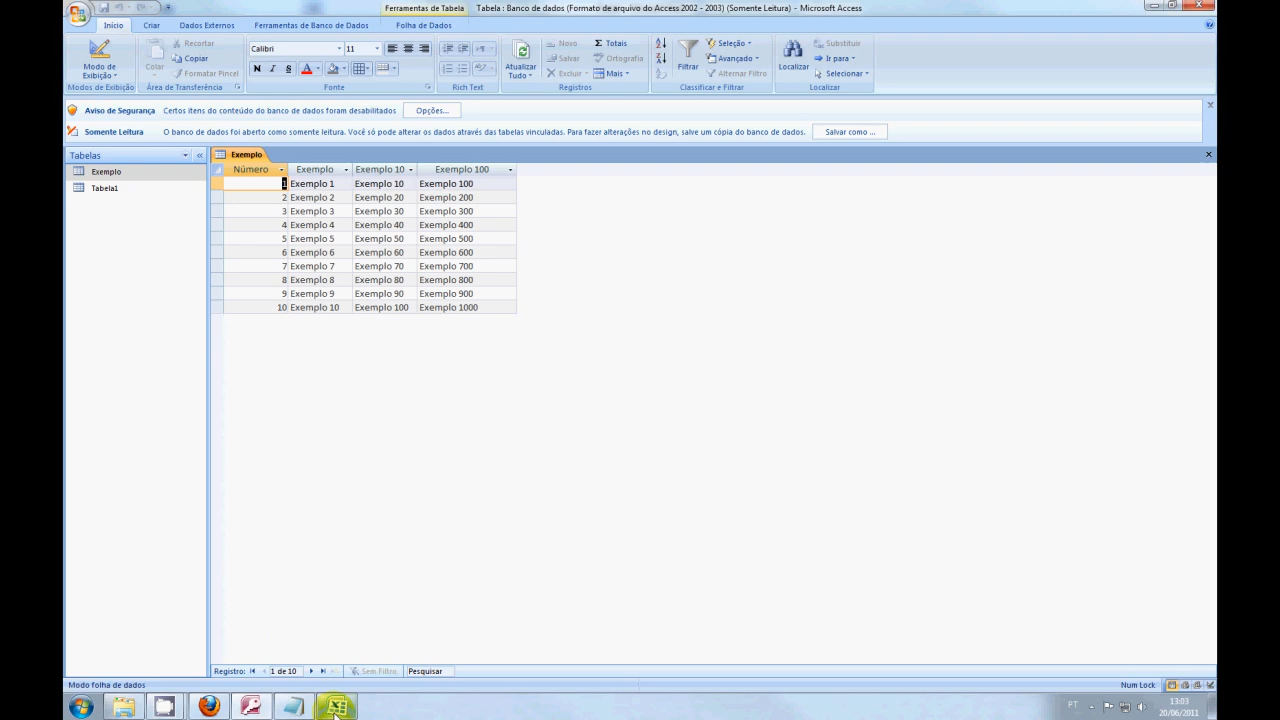 Ferramentas de Tabela Tabela : Banco de dados (Formato de arquivo do Access 2002 - 2003) (Somente Leitura) - Microsoft Access
Início Criar Dados Externos Ferramentas de Banco de Dados Folha de Dados
Modo de Exibição
Modos de Exibição
Colar
Recortar
Copiar
Formatar Pincel
Área de Transferência
Calibri 11
N I S A
Fonte
Rich Text
Atualizar Tudo
Novo
Salvar
Excluir
Σ Totais
Ortografia
Mais
Registros
Filtrar
Seleção
Avançado
Alternar Filtro
Classificar e Filtrar
Localizar
Substituir
Ir para
Selecionar
Localizar
Aviso de Segurança Certos itens do conteúdo do banco de dados foram desabilitados Opções...
Somente Leitura O banco de dados foi aberto como somente leitura. Você só pode alterar os dados através das tabelas vinculadas. Para fazer alterações no design, salve um cópia do banco de dados. Salvar como ...
Tabelas
Exemplo
Tabela1
Exemplo
Número Exemplo Exemplo 10 Exemplo 100
1 Exemplo 1 Exemplo 10 Exemplo 100
2 Exemplo 2 Exemplo 20 Exemplo 200
3 Exemplo 3 Exemplo 30 Exemplo 300
4 Exemplo 4 Exemplo 40 Exemplo 400
5 Exemplo 5 Exemplo 50 Exemplo 500
6 Exemplo 6 Exemplo 60 Exemplo 600
7 Exemplo 7 Exemplo 70 Exemplo 700
8 Exemplo 8 Exemplo 80 Exemplo 800
9 Exemplo 9 Exemplo 90 Exemplo 900
10 Exemplo 10 Exemplo 100 Exemplo 1000
Registro: 1 de 10 Sem Filtro Pesquisar
Modo folha de dados Num Lock
PT 13:03
20/06/2011